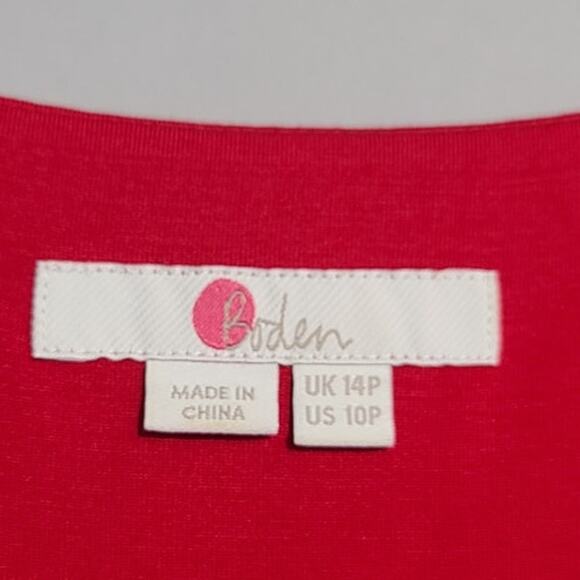 Boden
MADE IN
CHINA
UK 14P
US 10P